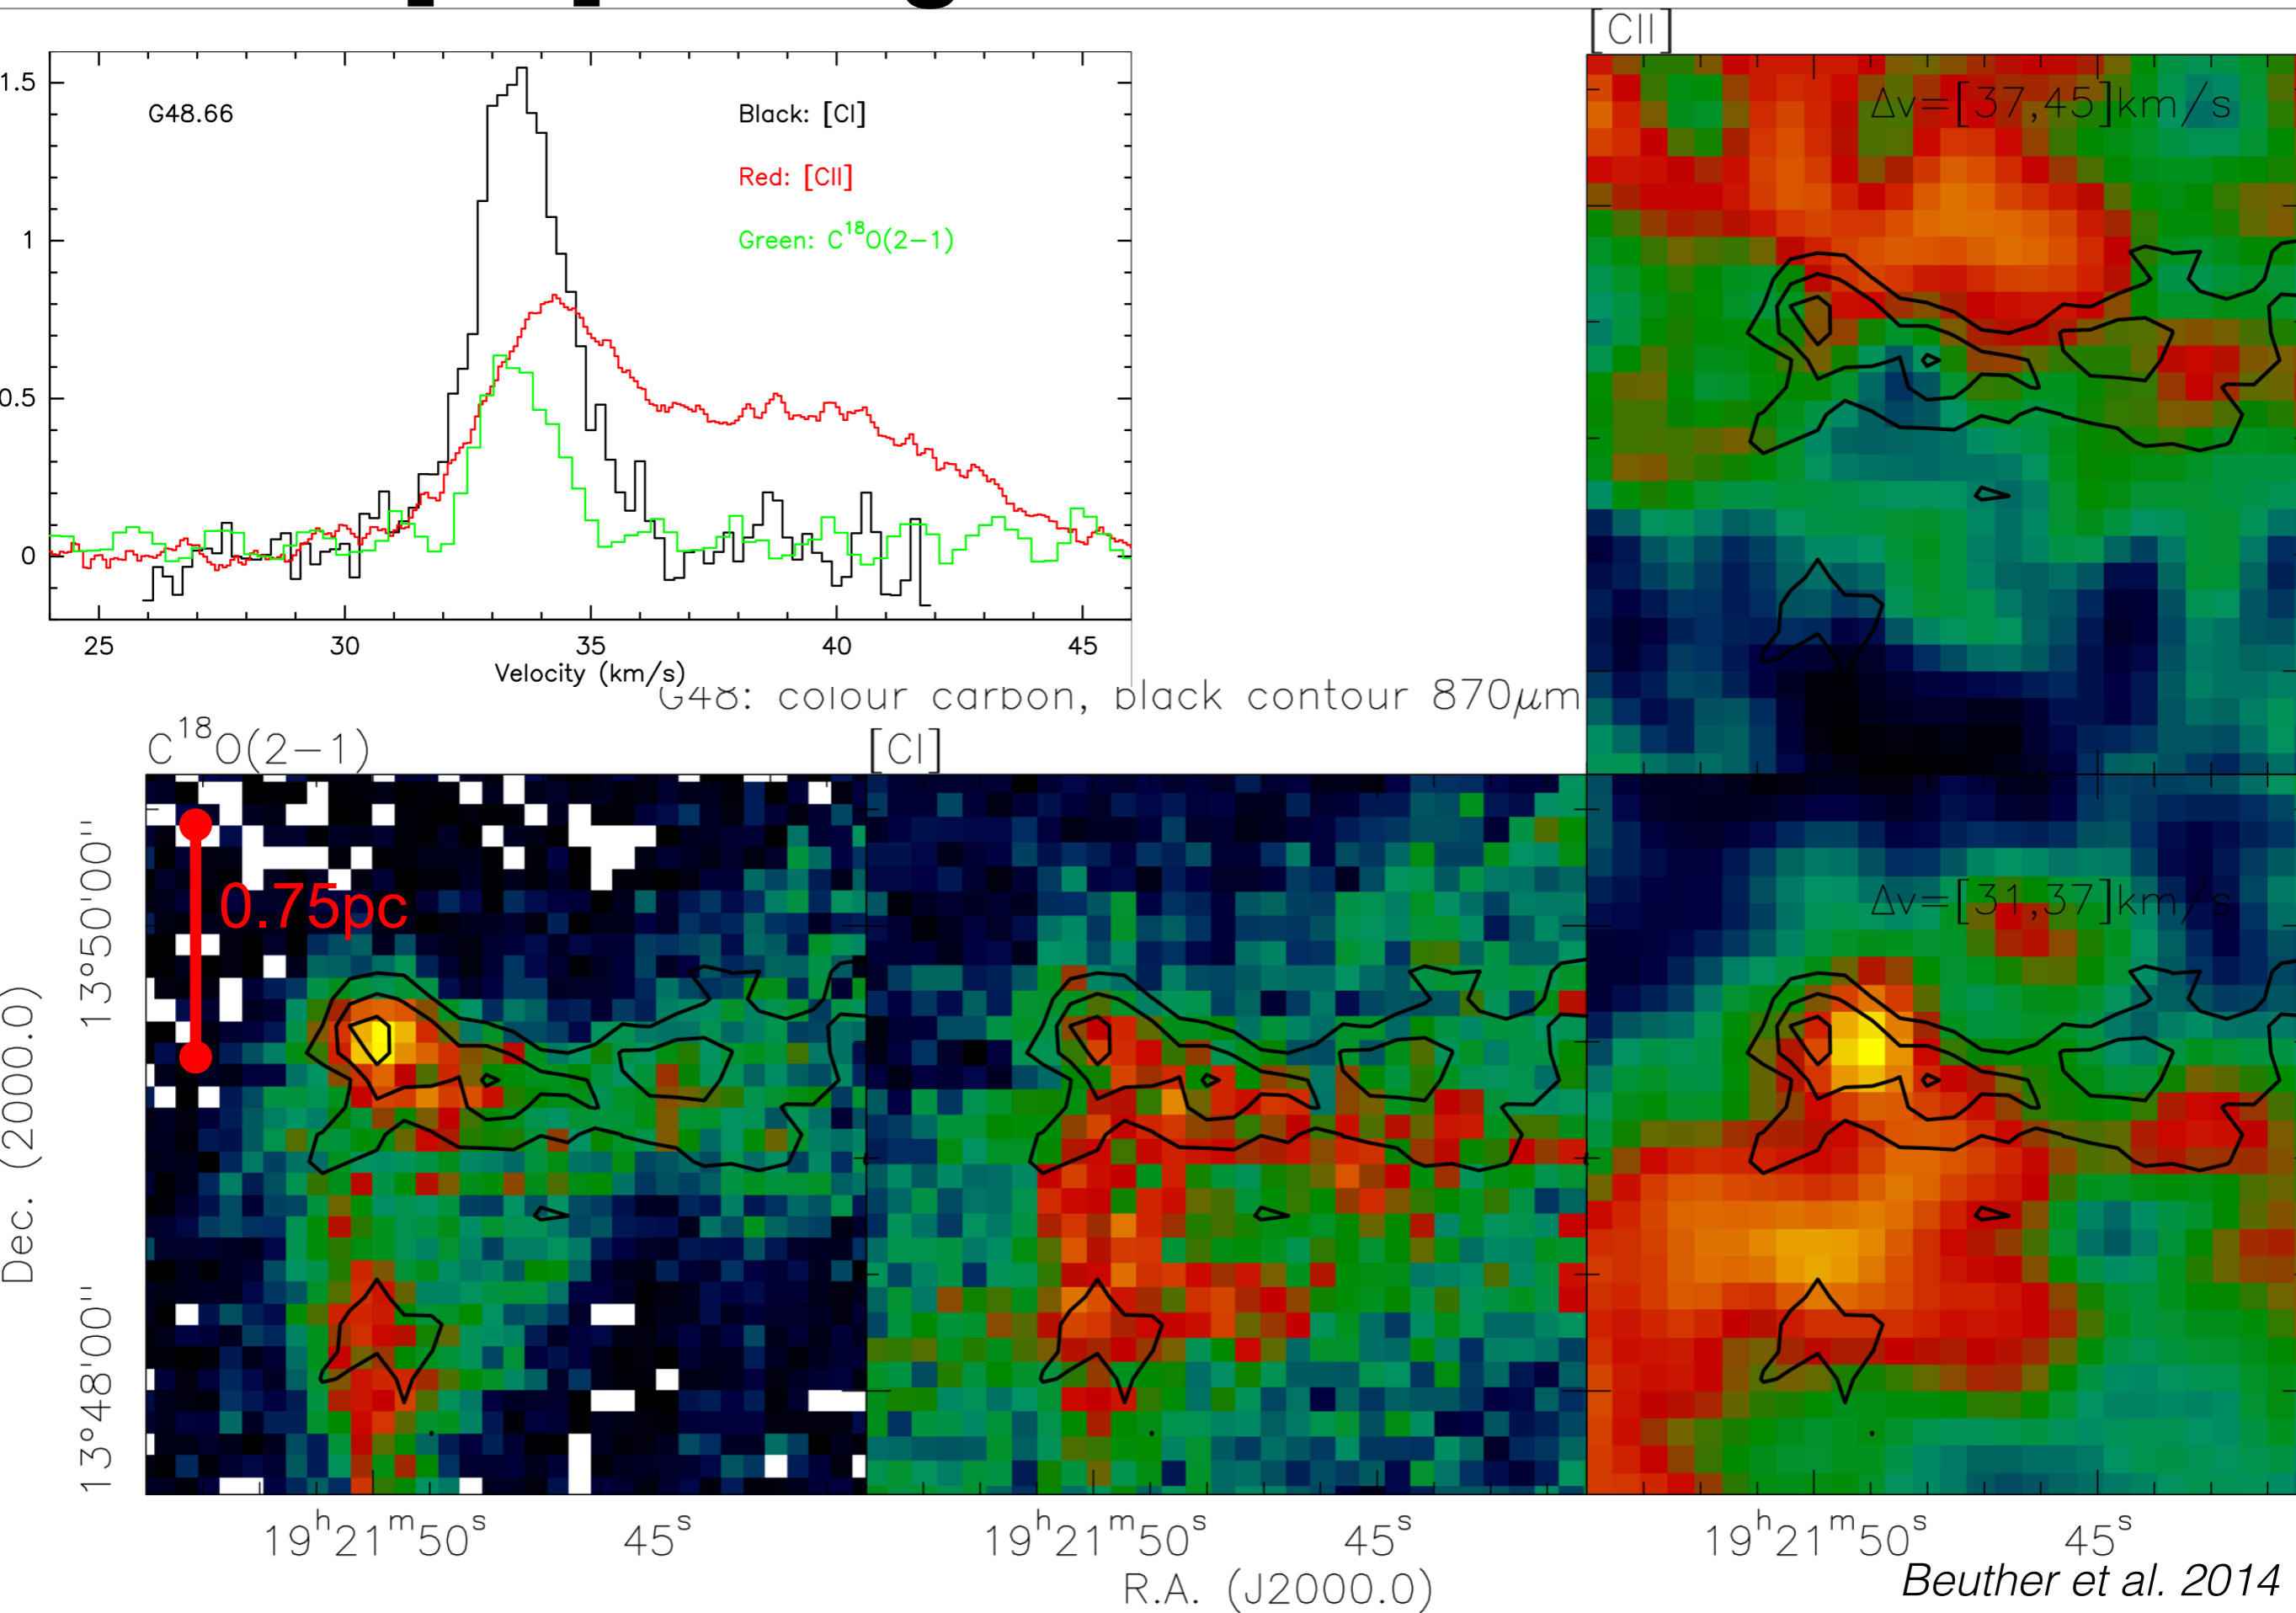 [CII]
1.5
G48.66
Black: [CI]
Δv=[37,45]km/s
Red: [CII]
1
Green: C¹⁸O(2−1)
0.5
0
25 30 35 40 45
Velocity (km/s)
G48: colour carbon, black contour 870μm
C¹⁸O(2−1)
[CI]
0.75pc
Δv=[31,37]km/s
13°50'00"
Dec. (2000.0)
13°48'00"
19ʰ21ᵐ50ˢ 45ˢ 19ʰ21ᵐ50ˢ 45ˢ 19ʰ21ᵐ50ˢ 45ˢ
R.A. (J2000.0)
Beuther et al. 2014